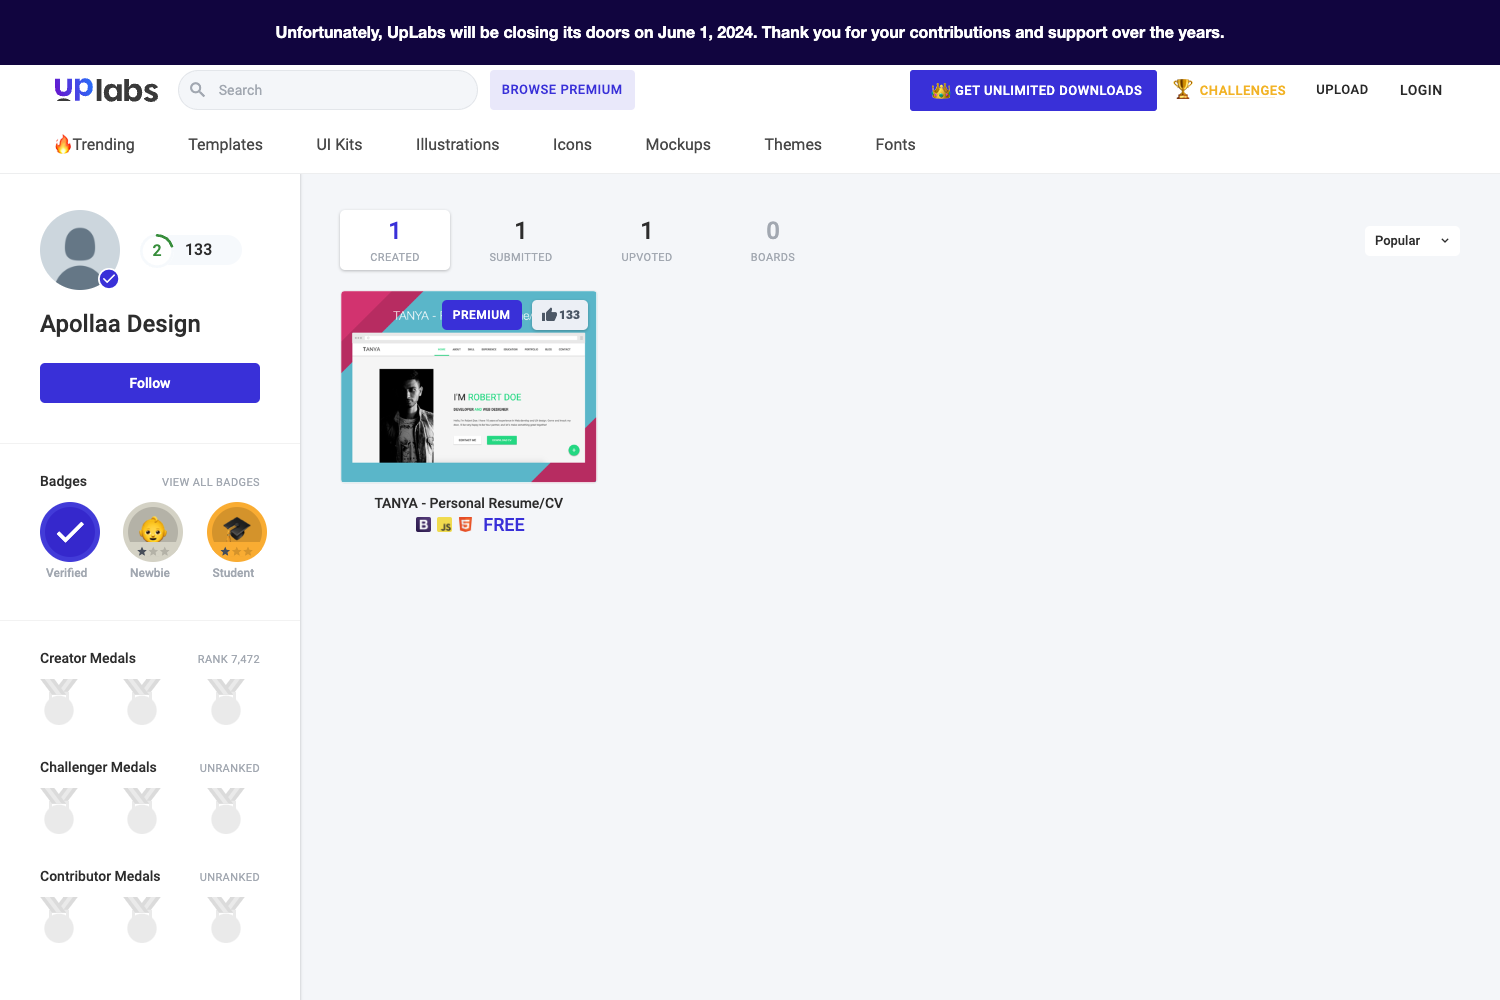 Unfortunately, UpLabs will be closing its doors on June 1, 2024. Thank you for your contributions and support over the years.
uplabs
Search
BROWSE PREMIUM
GET UNLIMITED DOWNLOADS
CHALLENGES
UPLOAD
LOGIN
Trending
Templates
UI Kits
Illustrations
Icons
Mockups
Themes
Fonts
2
133
Apollaa Design
Follow
Badges
VIEW ALL BADGES
Verified
Newbie
Student
Creator Medals
RANK 7,472
Challenger Medals
UNRANKED
Contributor Medals
UNRANKED
1
CREATED
1
SUBMITTED
1
UPVOTED
0
BOARDS
Popular
TANYA -
PREMIUM
133
TANYA
I'M ROBERT DOE
TANYA - Personal Resume/CV
B
JS
5
FREE